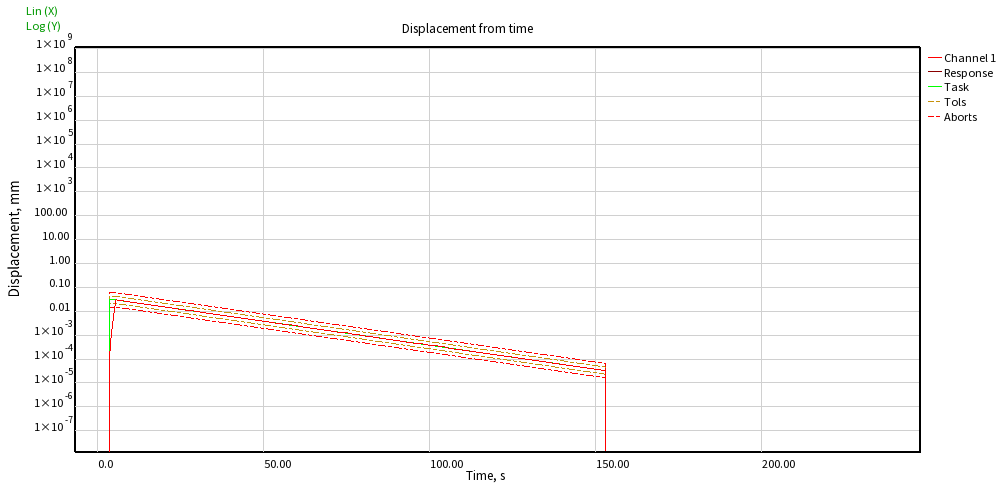 Lin (X)
Log (Y)
Displacement from time
1×10 9
1×10 8
1×10 7
1×10 6
1×10 5
1×10 4
1×10 3
100.00
10.00
1.00
0.10
0.01
1×10 -3
1×10 -4
1×10 -5
1×10 -6
1×10 -7
Displacement, mm
0.0
50.00
100.00
150.00
200.00
Time, s
Channel 1
Response
Task
Tols
Aborts